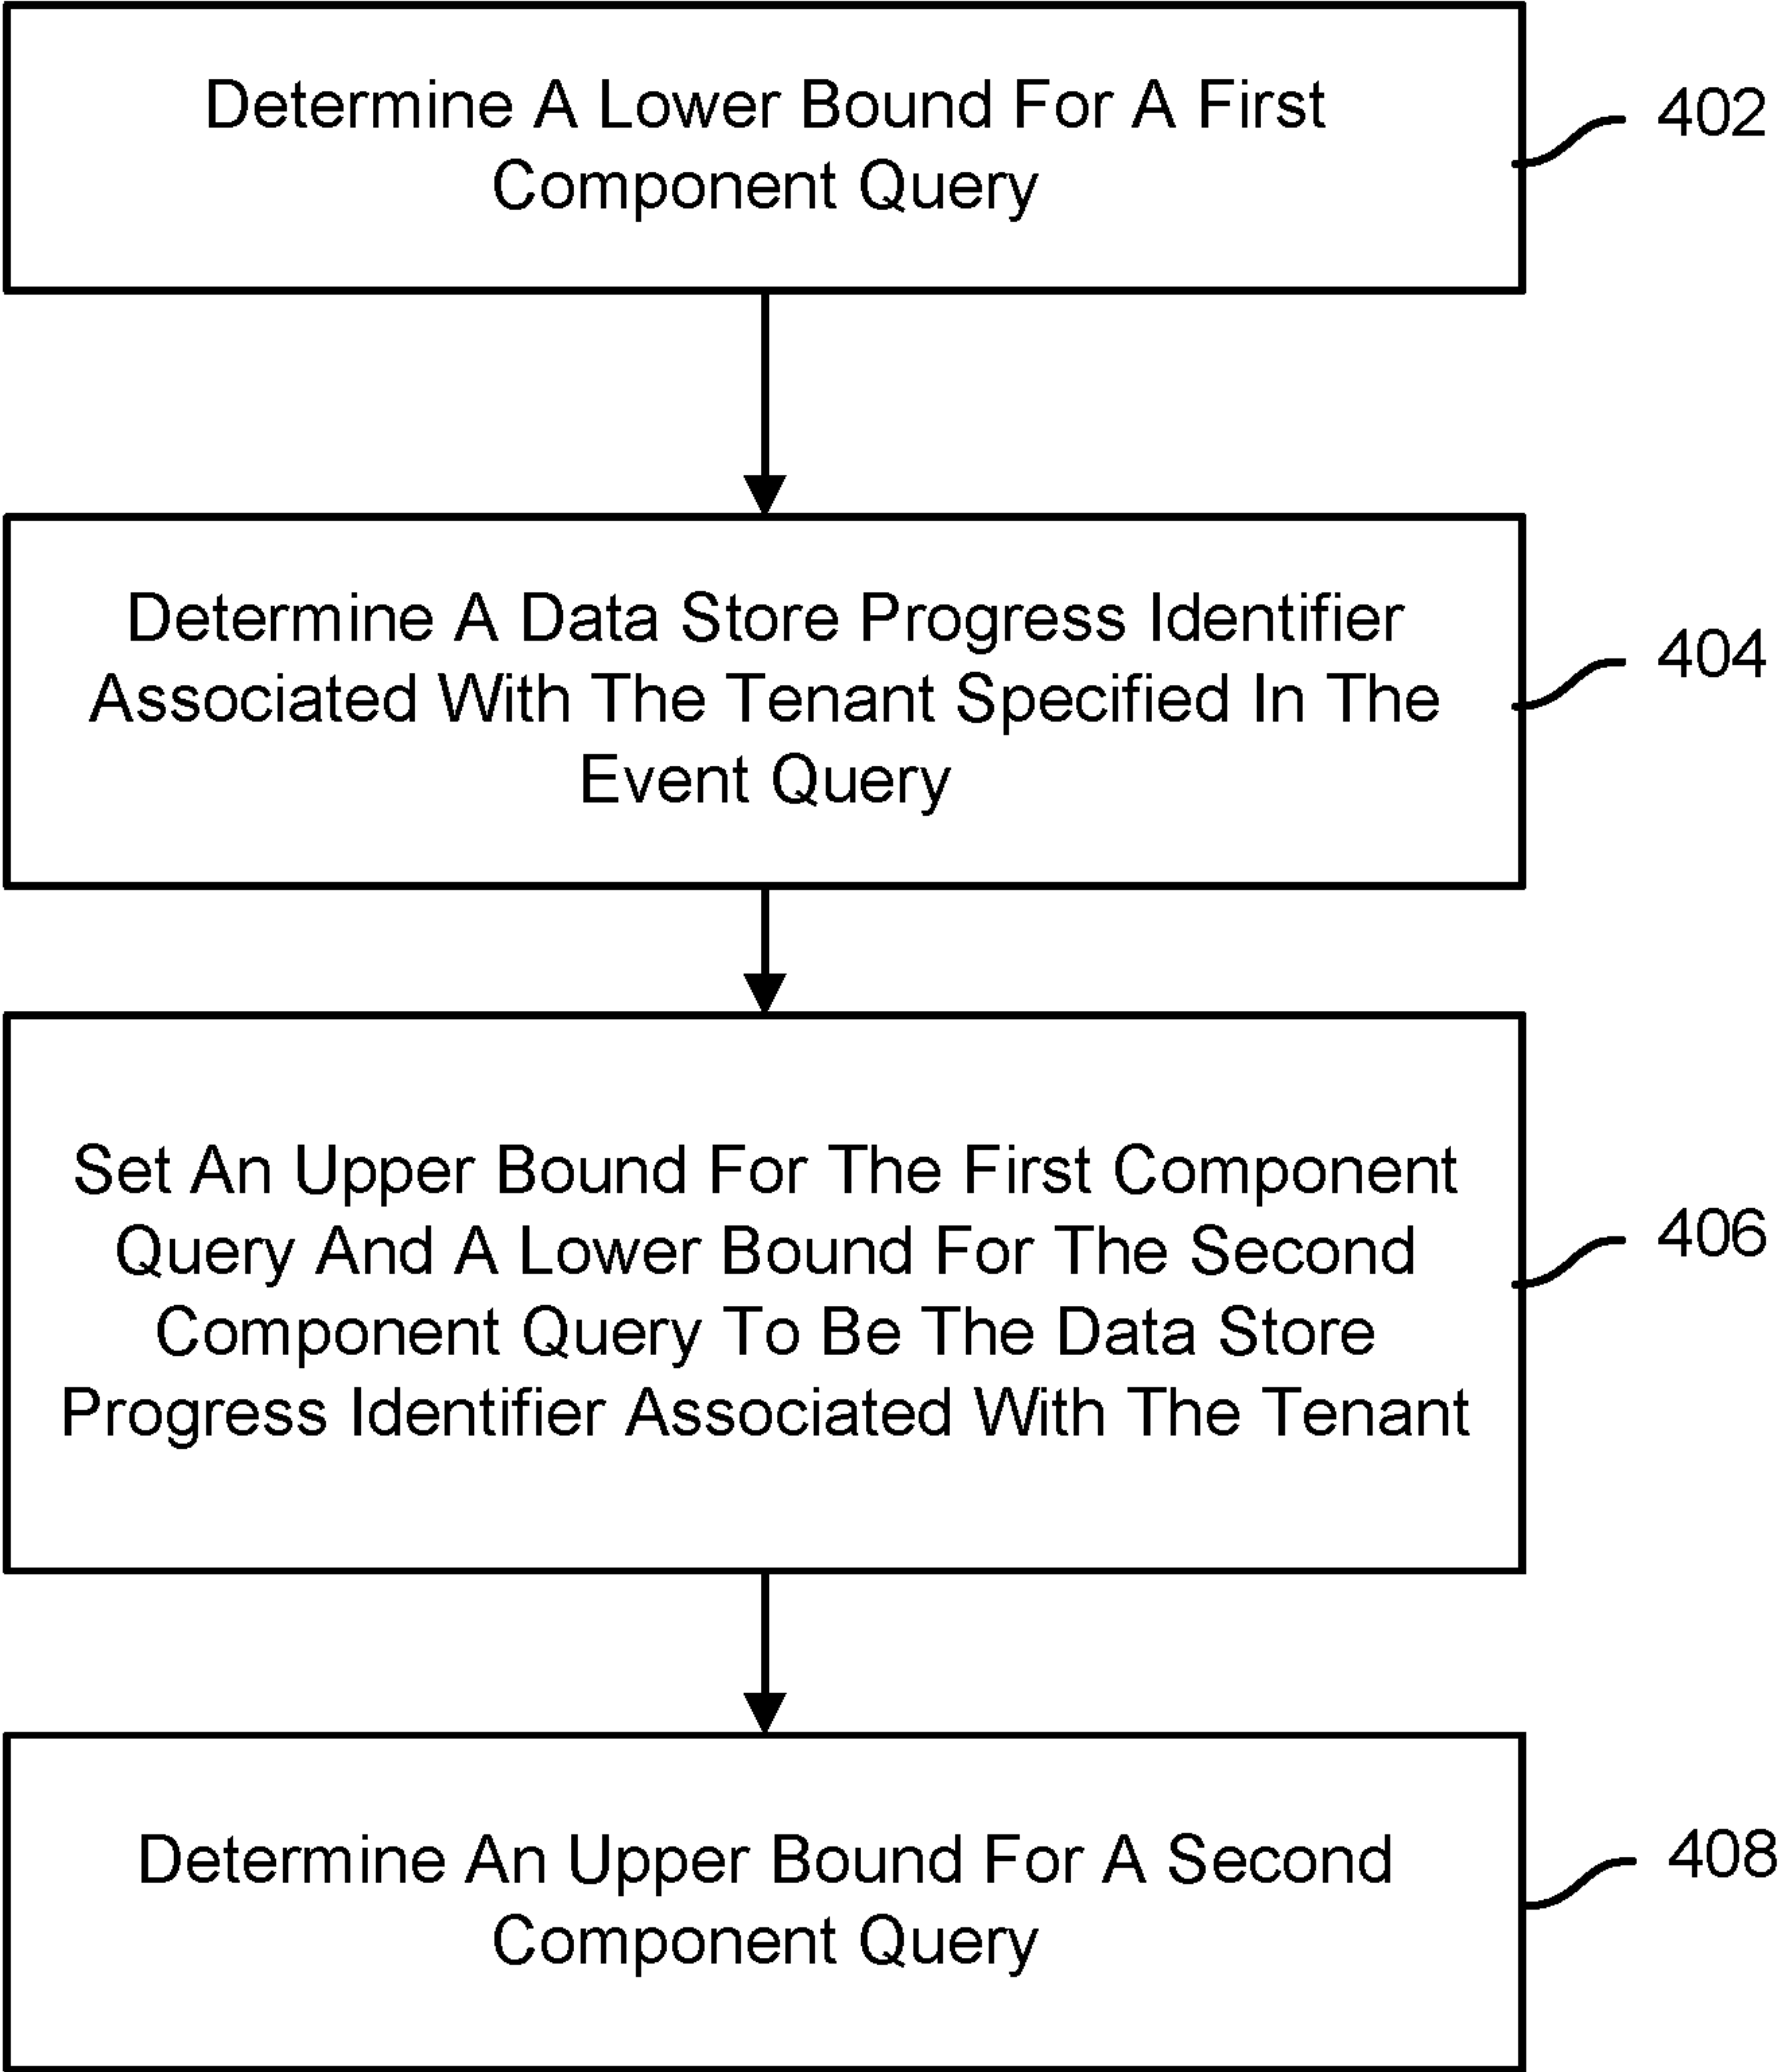 Determine A Lower Bound For A First
Component Query
402
Determine A Data Store Progress Identifier
Associated With The Tenant Specified In The
Event Query
404
Set An Upper Bound For The First Component
Query And A Lower Bound For The Second
Component Query To Be The Data Store
Progress Identifier Associated With The Tenant
406
Determine An Upper Bound For A Second
Component Query
408